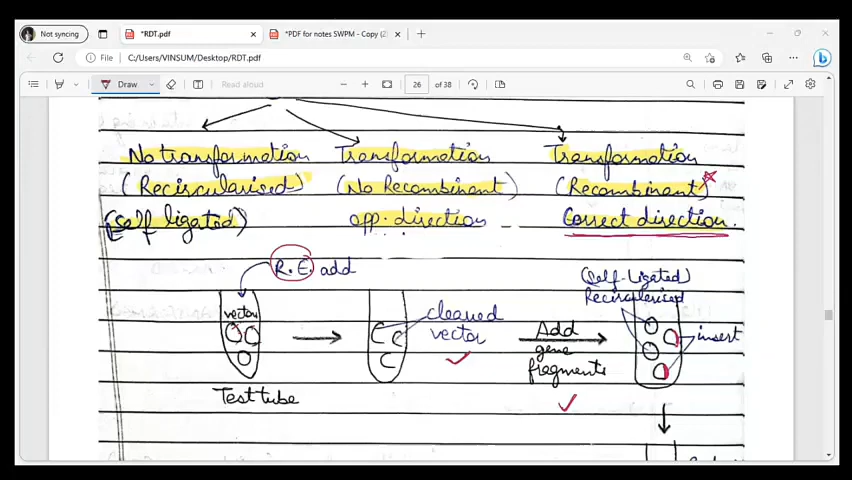 Not syncing
*RDT.pdf
*PDF for notes SWPM - Copy (2
File
C:/Users/VINSUM/Desktop/RDT.pdf
Draw
Read aloud
26 of 38
No transformation Transformation Transformation
(Recircularised) (No Recombinant) (Recombinant)
(self ligated) opp. direction Correct direction.
R.E. add
(Self-Ligated)
Recircularised
vector
cleaved
vector
Add
gene
fragments
insert
Test tube